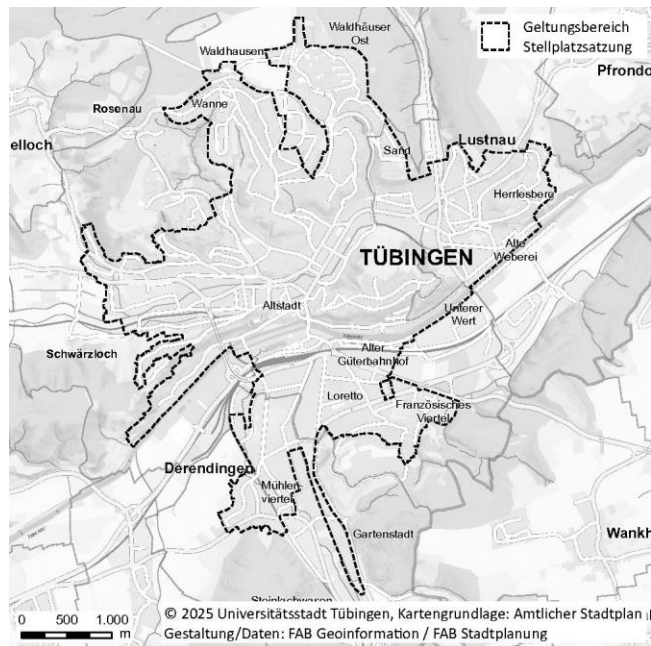 Geltungsbereich
Stellplatzsatzung
Waldhäuser
Ost
Waldhausen
Pfrondo
Rosenau
Wanne
elloch
Sand
Lustnau
Herrlesberg
TÜBINGEN
Alte
Weberei
Altstadt
Unterer
Wert
Schwärzloch
Alter
Güterbahnhof
Loretto
Französisches
Viertel
Derendingen
Mühlen-
viertel
Gartenstadt
Wankh
Steinlachwasen
0 500 1.000
m
© 2025 Universitätsstadt Tübingen, Kartengrundlage: Amtlicher Stadtplan
Gestaltung/Daten: FAB Geoinformation / FAB Stadtplanung